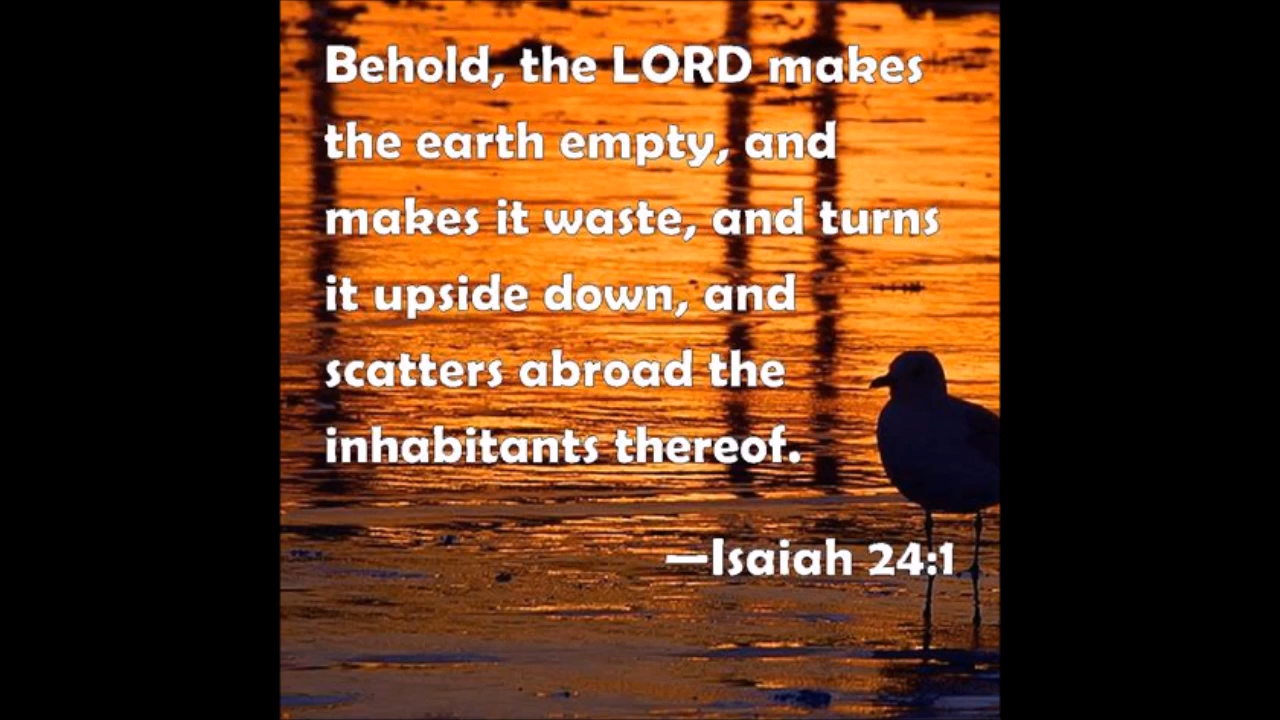 Behold, the LORD makes
the earth empty, and
makes it waste, and turns
it upside down, and
scatters abroad the
inhabitants thereof.
—Isaiah 24:1